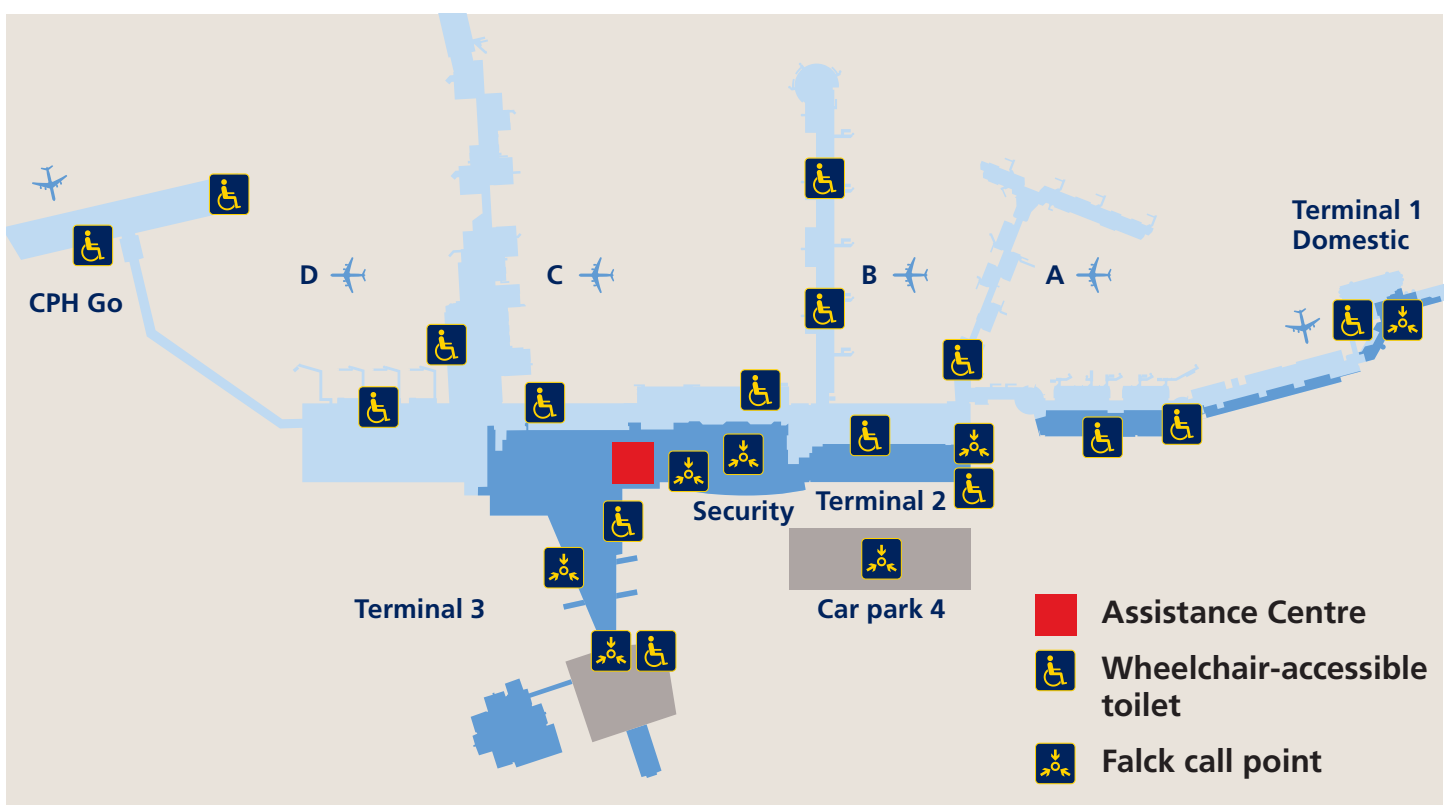 Terminal 1
Domestic
D
C
B
A
CPH Go
Security
Terminal 2
Terminal 3
Car park 4
Assistance Centre
Wheelchair-accessible
toilet
Falck call point